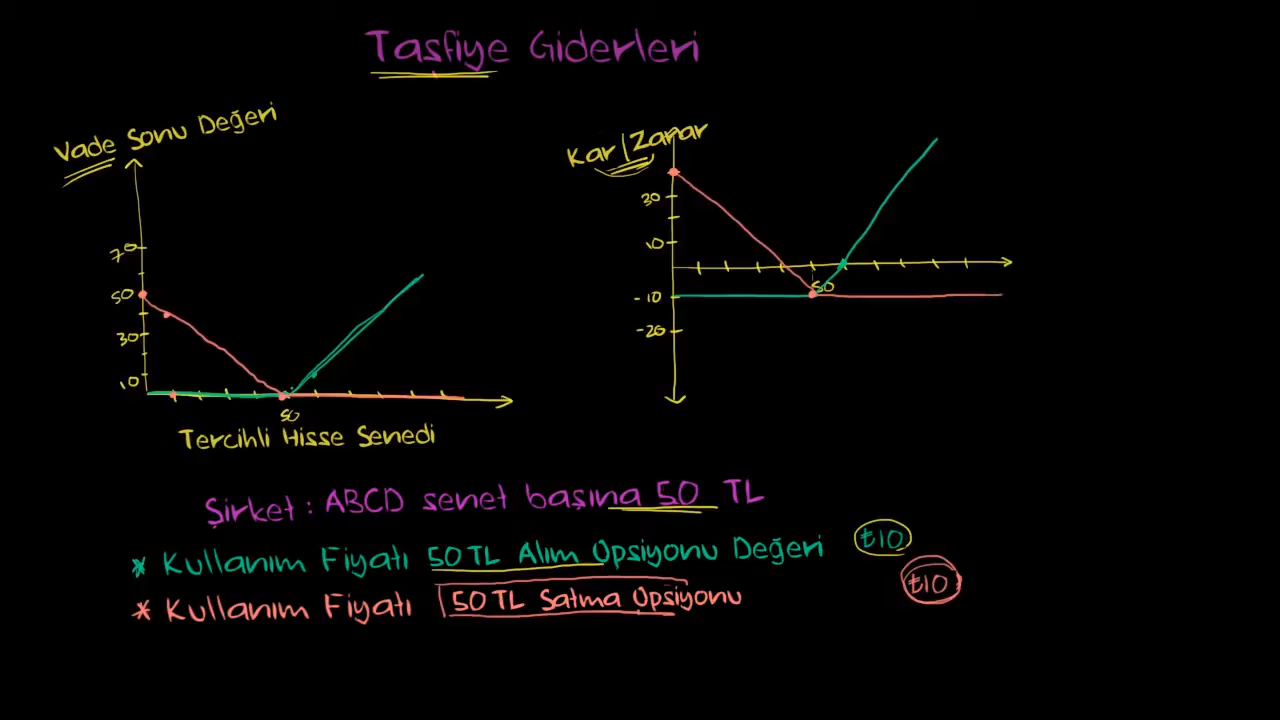 Tasfiye Giderleri
Vade Sonu Değeri
70
50
30
10
50
Tercihli Hisse Senedi
Kar/Zarar
30
10
-10
-20
50
Şirket: ABCD senet başına 50 TL
* Kullanım Fiyatı 50 TL Alım Opsiyonu Değeri ₺10
* Kullanım Fiyatı 50 TL Satma Opsiyonu ₺10